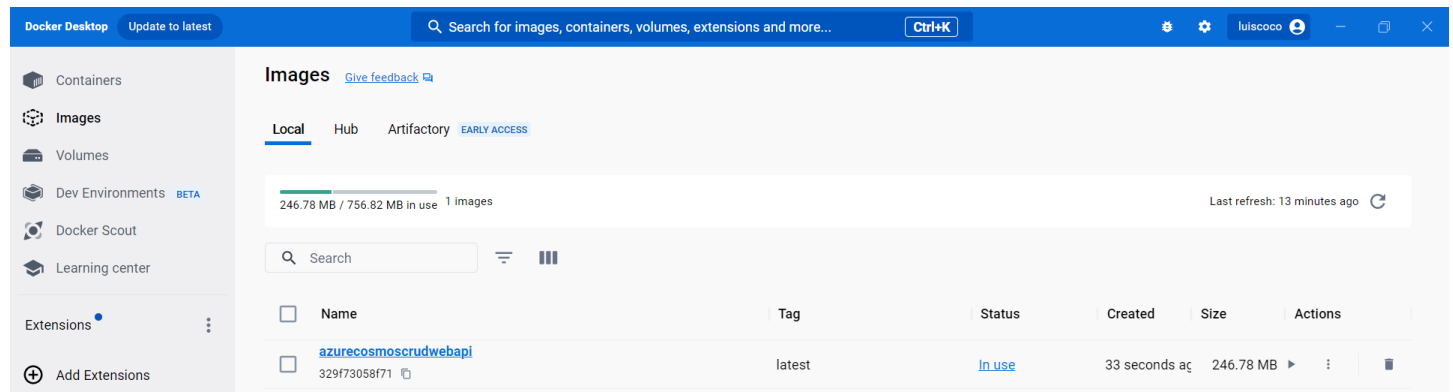 Docker Desktop Update to latest Search for images, containers, volumes, extensions and more... Ctrl+K luiscoco
Containers
Images
Volumes
Dev Environments BETA
Docker Scout
Learning center
Extensions
Add Extensions
Images Give feedback
Local Hub Artifactory EARLY ACCESS
246.78 MB / 756.82 MB in use 1 images Last refresh: 13 minutes ago
Search
Name Tag Status Created Size Actions
azurecosmoscrudwebapi latest In use 33 seconds ag 246.78 MB
329f73058f71